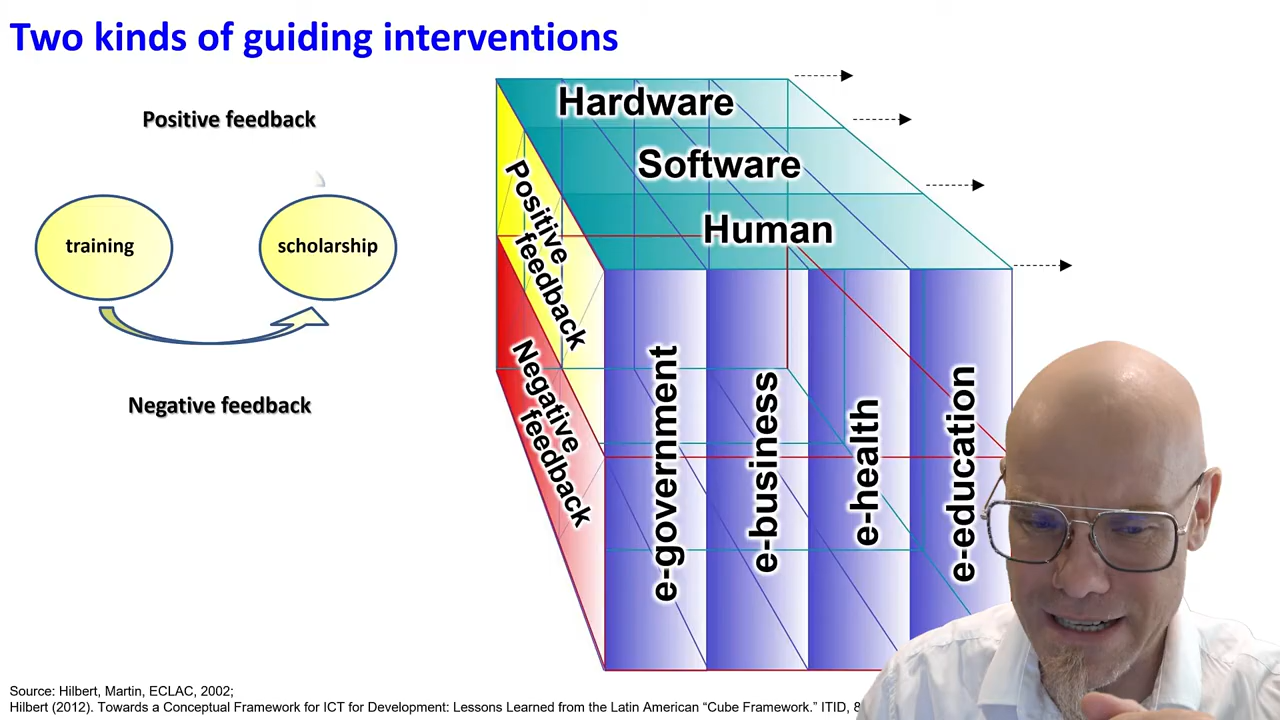 Two kinds of guiding interventions
Positive feedback
training
scholarship
Negative feedback
Hardware
Software
Human
Positive
feedback
Negative
feedback
e-government
e-business
e-health
e-education
Source: Hilbert, Martin, ECLAC, 2002;
Hilbert (2012). Towards a Conceptual Framework for ICT for Development: Lessons Learned from the Latin American “Cube Framework.” ITID, 8